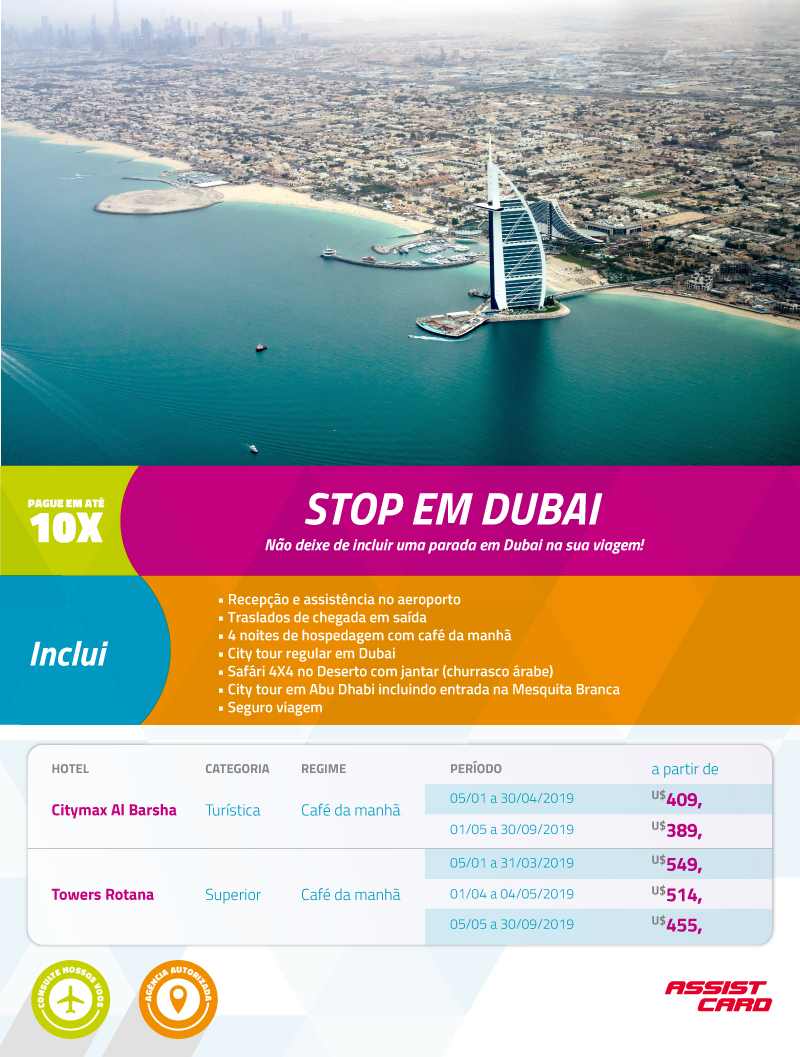 PAGUE EM ATÉ
10X
STOP EM DUBAI
Não deixe de incluir uma parada em Dubai na sua viagem!
Inclui
• Recepção e assistência no aeroporto
• Traslados de chegada em saída
• 4 noites de hospedagem com café da manhã
• City tour regular em Dubai
• Safári 4X4 no Deserto com jantar (churrasco árabe)
• City tour em Abu Dhabi incluindo entrada na Mesquita Branca
• Seguro viagem
HOTEL CATEGORIA REGIME PERÍODO a partir de
Citymax Al Barsha Turística Café da manhã
05/01 a 30/04/2019 U$409,
01/05 a 30/09/2019 U$389,
Towers Rotana Superior Café da manhã
05/01 a 31/03/2019 U$549,
01/04 a 04/05/2019 U$514,
05/05 a 30/09/2019 U$455,
CONSULTE NOSSOS VOOS
AGÊNCIA AUTORIZADA
ASSIST
CARD